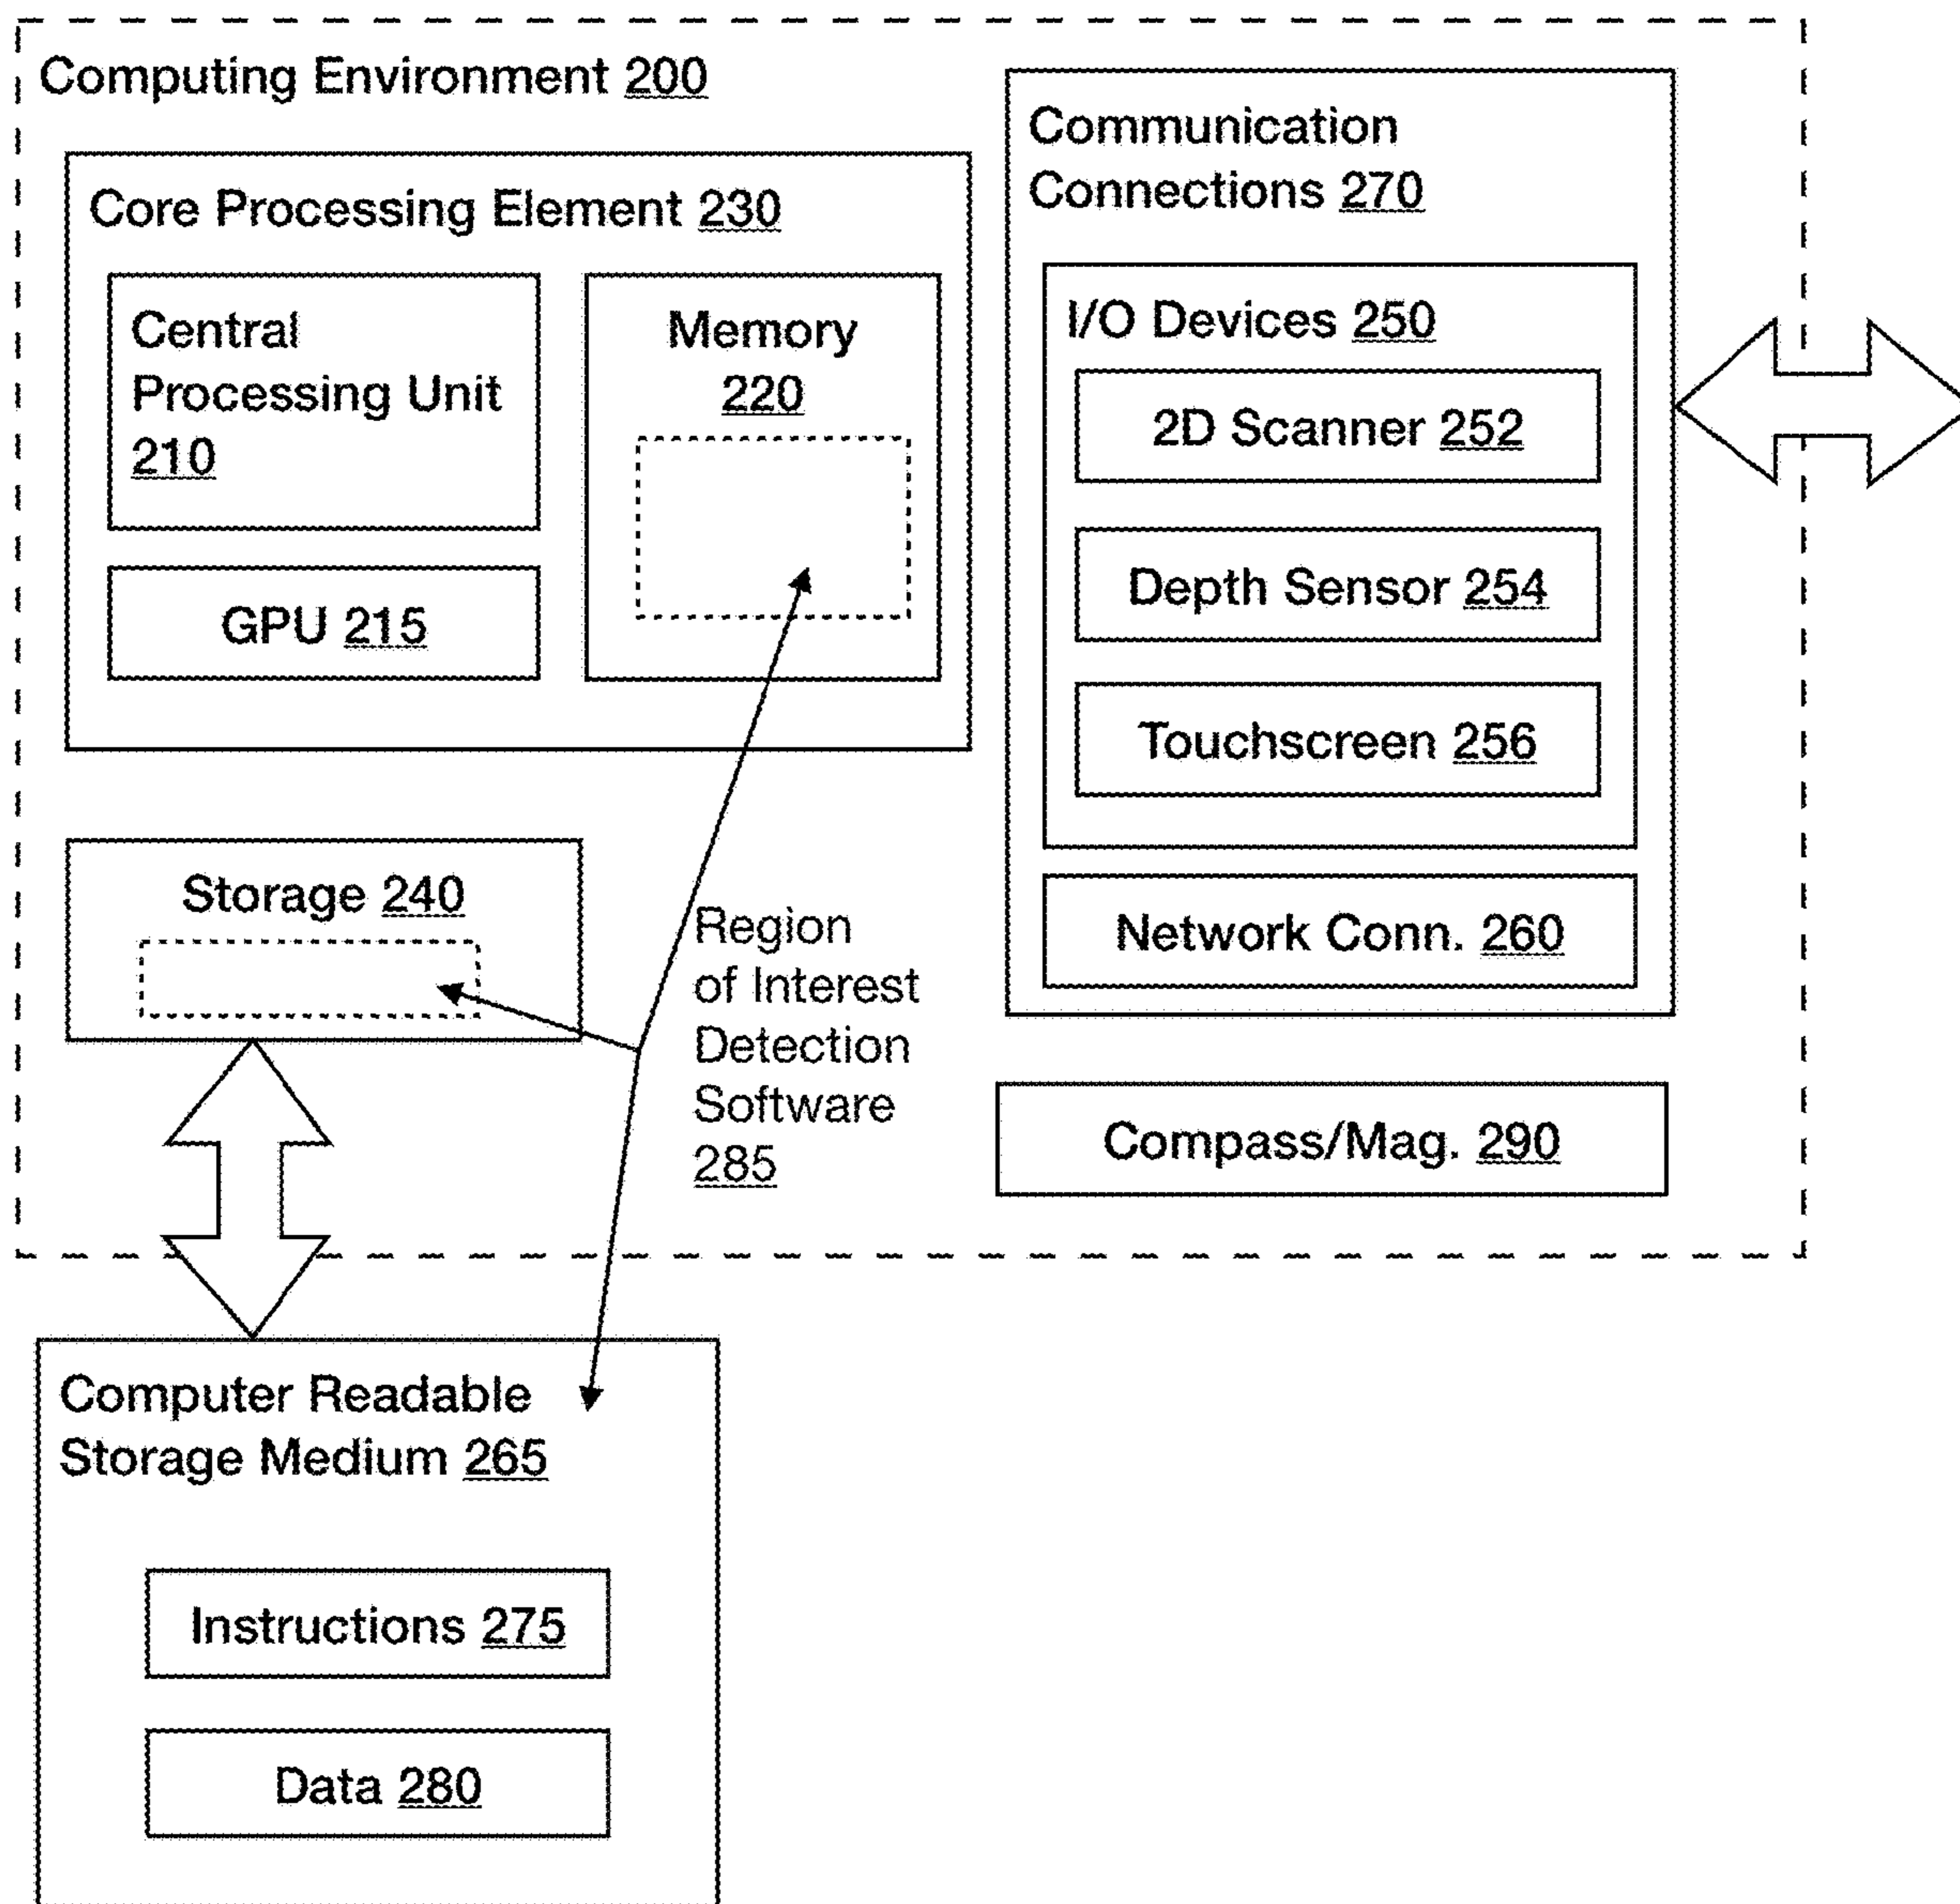 Computing Environment 200
Core Processing Element 230
Central
Processing Unit
210
GPU 215
Memory
220
Communication
Connections 270
I/O Devices 250
2D Scanner 252
Depth Sensor 254
Touchscreen 256
Network Conn. 260
Storage 240
Region
of Interest
Detection
Software
285
Compass/Mag. 290
Computer Readable
Storage Medium 265
Instructions 275
Data 280